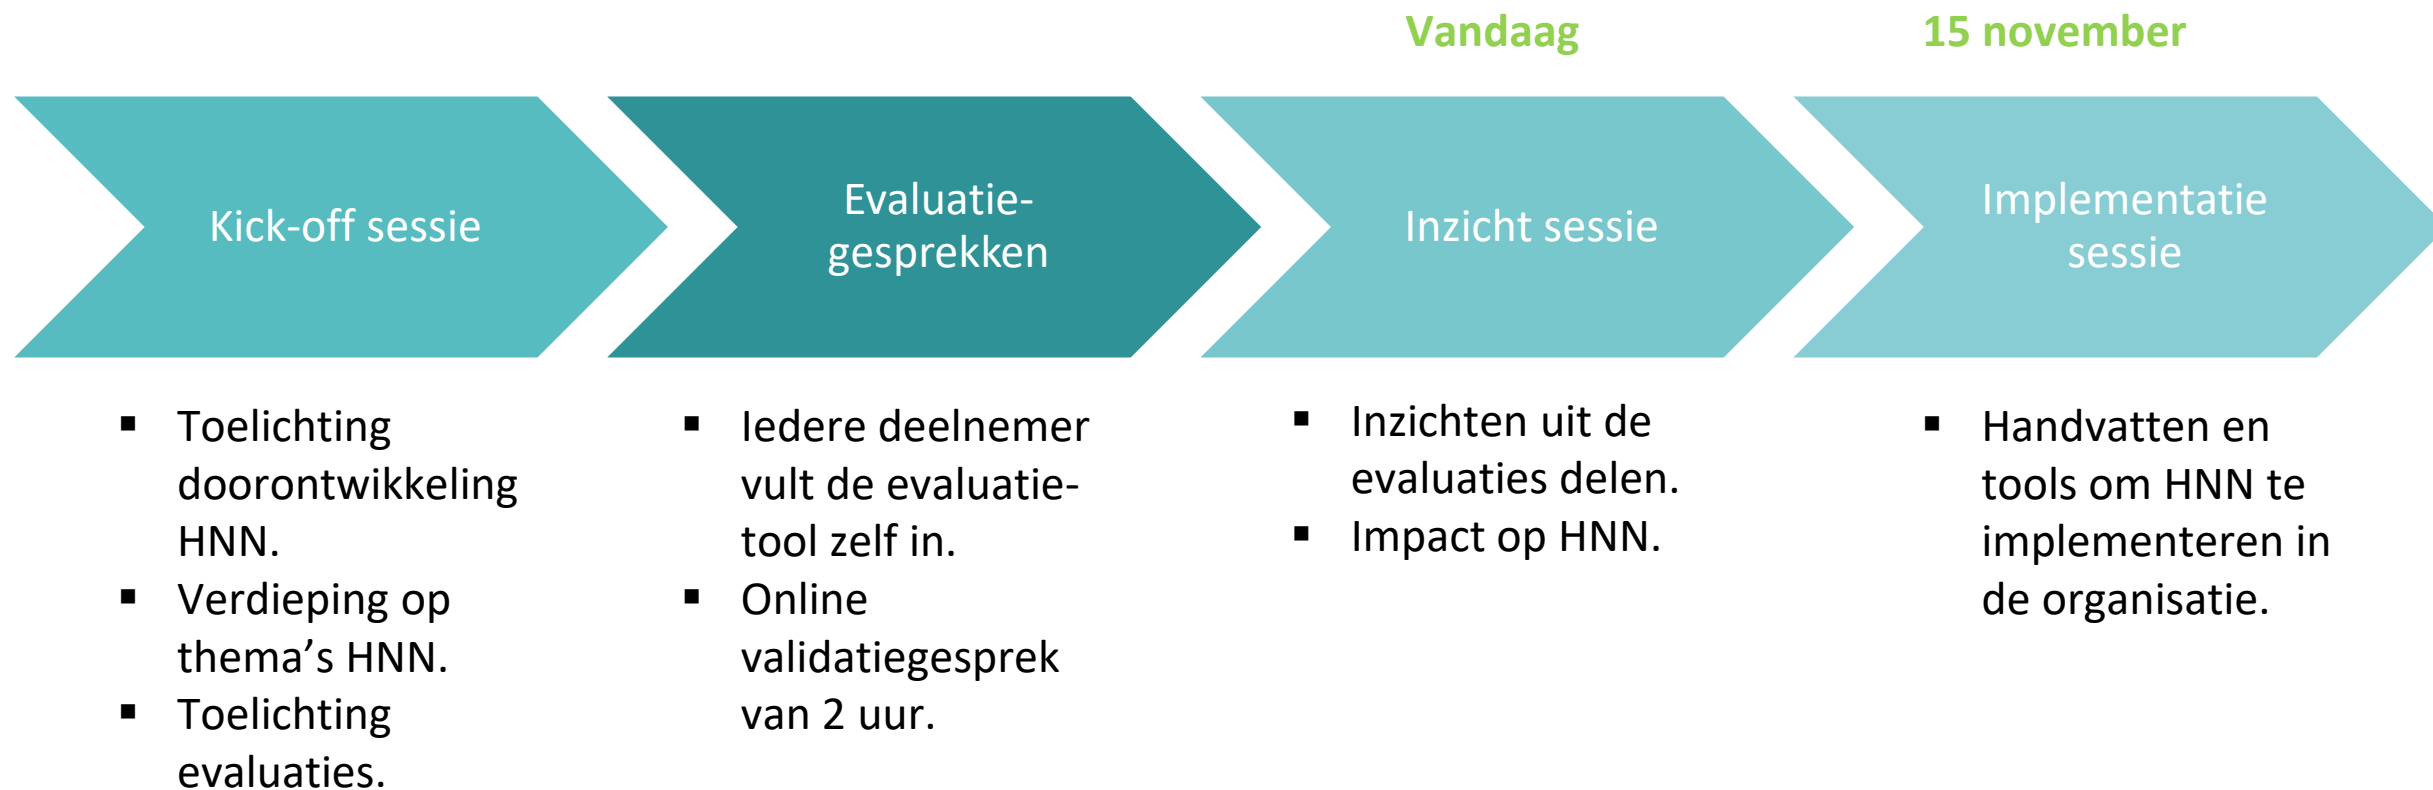 Vandaag
15 november
Kick-off sessie
Evaluatie-
gesprekken
Inzicht sessie
Implementatie
sessie
▪ Toelichting
doorontwikkeling
HNN.
▪ Verdieping op
thema’s HNN.
▪ Toelichting
evaluaties.
▪ Iedere deelnemer
vult de evaluatie-
tool zelf in.
▪ Online
validatiegesprek
van 2 uur.
▪ Inzichten uit de
evaluaties delen.
▪ Impact op HNN.
▪ Handvatten en
tools om HNN te
implementeren in
de organisatie.